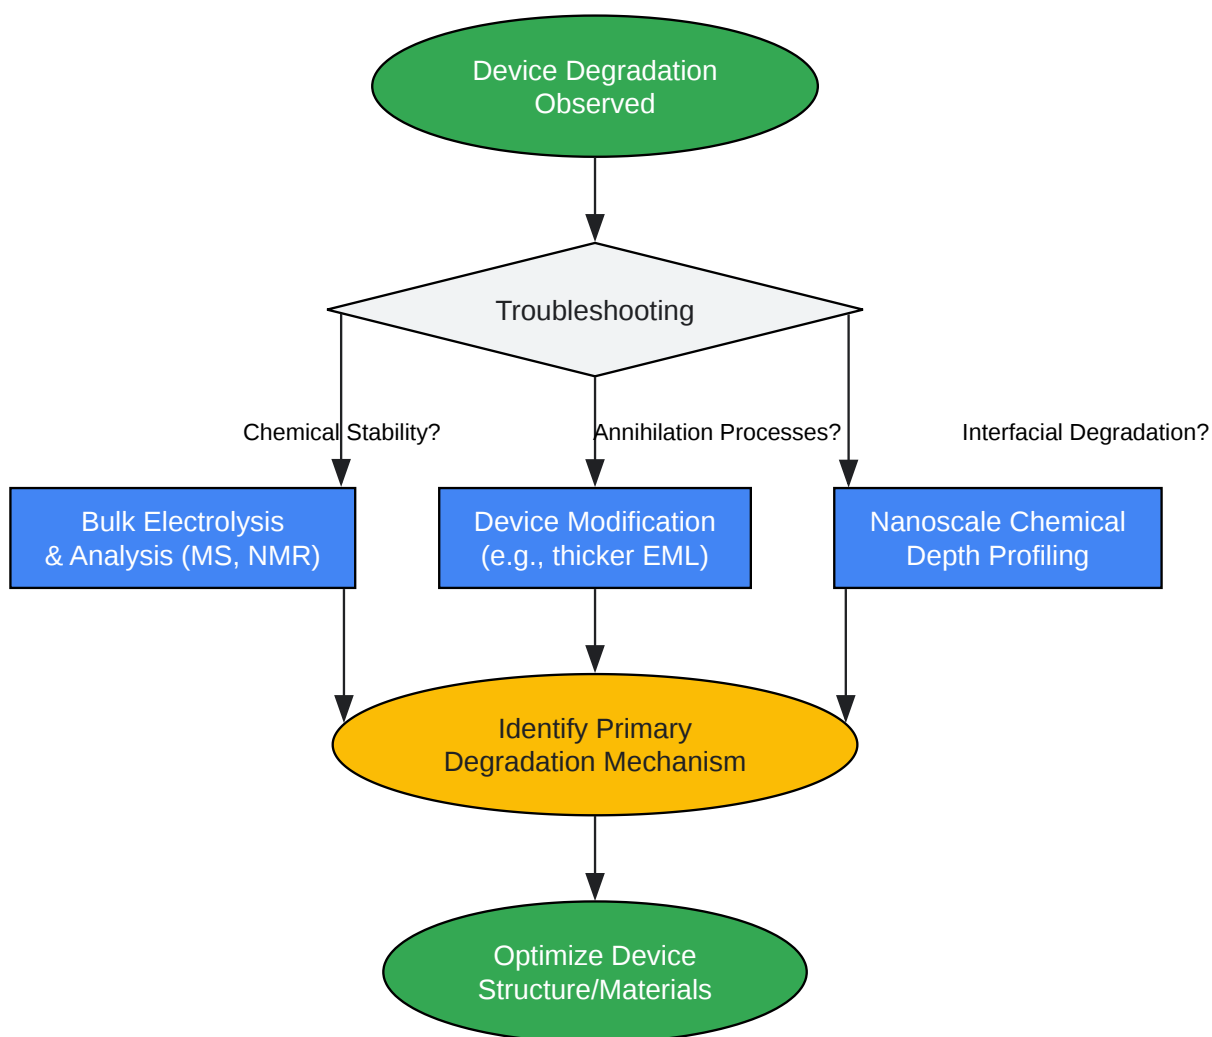 Device Degradation
Observed
Troubleshooting
Chemical Stability?
Annihilation Processes?
Interfacial Degradation?
Bulk Electrolysis
& Analysis (MS, NMR)
Device Modification
(e.g., thicker EML)
Nanoscale Chemical
Depth Profiling
Identify Primary
Degradation Mechanism
Optimize Device
Structure/Materials